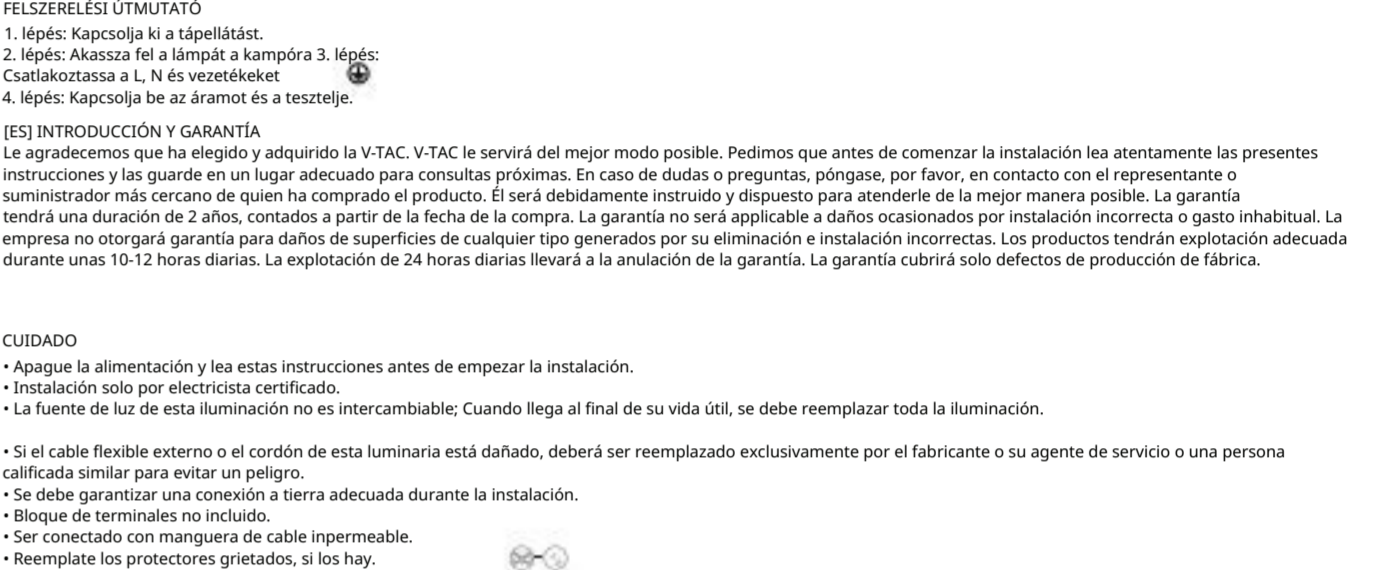 FELSZERELÉSI ÚTMUTATÓ
1. lépés: Kapcsolja ki a tápellátást.
2. lépés: Akassza fel a lámpát a kampóra 3. lépés:
Csatlakoztassa a L, N és vezetékeket
4. lépés: Kapcsolja be az áramot és a tesztelje.
[ES] INTRODUCCIÓN Y GARANTÍA
Le agradecemos que ha elegido y adquirido la V-TAC. V-TAC le servirá del mejor modo posible. Pedimos que antes de comenzar la instalación lea atentamente las presentes
instrucciones y las guarde en un lugar adecuado para consultas próximas. En caso de dudas o preguntas, póngase, por favor, en contacto con el representante o
suministrador más cercano de quien ha comprado el producto. Él será debidamente instruido y dispuesto para atenderle de la mejor manera posible. La garantía
tendrá una duración de 2 años, contados a partir de la fecha de la compra. La garantía no será applicable a daños ocasionados por instalación incorrecta o gasto inhabitual. La
empresa no otorgará garantía para daños de superficies de cualquier tipo generados por su eliminación e instalación incorrectas. Los productos tendrán explotación adecuada
durante unas 10-12 horas diarias. La explotación de 24 horas diarias llevará a la anulación de la garantía. La garantía cubrirá solo defectos de producción de fábrica.
CUIDADO
• Apague la alimentación y lea estas instrucciones antes de empezar la instalación.
• Instalación solo por electricista certificado.
• La fuente de luz de esta iluminación no es intercambiable; Cuando llega al final de su vida útil, se debe reemplazar toda la iluminación.
• Si el cable flexible externo o el cordón de esta luminaria está dañado, deberá ser reemplazado exclusivamente por el fabricante o su agente de servicio o una persona
calificada similar para evitar un peligro.
• Se debe garantizar una conexión a tierra adecuada durante la instalación.
• Bloque de terminales no incluido.
• Ser conectado con manguera de cable inpermeable.
• Reemplate los protectores grietados, si los hay.